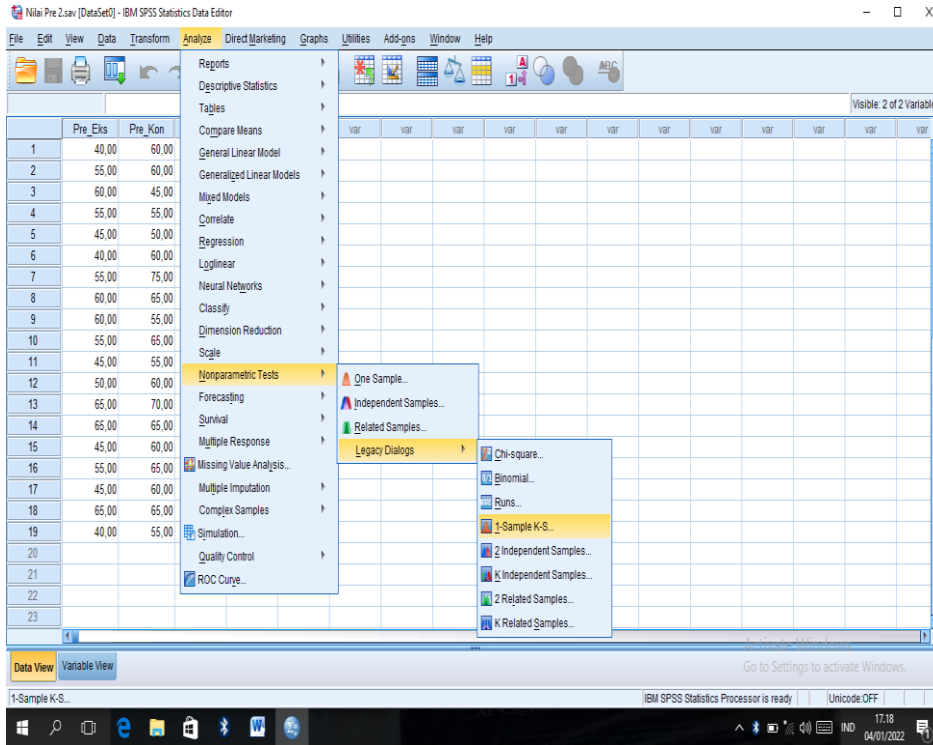 Nilai Pre 2.sav [DataSet0] - IBM SPSS Statistics Data Editor
File Edit View Data Transform Analyze Direct Marketing Graphs Utilities Add-ons Window Help
Visible: 2 of 2 Variable
Pre_Eks Pre_Kon var var var var var var var var var var var var
1 40,00 60,00
2 55,00 60,00
3 60,00 45,00
4 55,00 55,00
5 45,00 50,00
6 40,00 60,00
7 55,00 75,00
8 60,00 65,00
9 60,00 55,00
10 55,00 65,00
11 45,00 55,00
12 50,00 60,00
13 65,00 70,00
14 65,00 65,00
15 45,00 60,00
16 55,00 65,00
17 45,00 60,00
18 65,00 65,00
19 40,00 55,00
20
21
22
23
Reports
Descriptive Statistics
Tables
Compare Means
General Linear Model
Generalized Linear Models
Mixed Models
Correlate
Regression
Loglinear
Neural Networks
Classify
Dimension Reduction
Scale
Nonparametric Tests
Forecasting
Survival
Multiple Response
Missing Value Analysis...
Multiple Imputation
Complex Samples
Simulation...
Quality Control
ROC Curve...
One Sample...
Independent Samples...
Related Samples...
Legacy Dialogs
Chi-square...
Binomial...
Runs...
1-Sample K-S...
2 Independent Samples...
K Independent Samples...
2 Related Samples...
K Related Samples...
Activate Windows
Go to Settings to activate Windows.
Data View Variable View
1-Sample K-S...
IBM SPSS Statistics Processor is ready Unicode:OFF
IND
17.18
04/01/2022